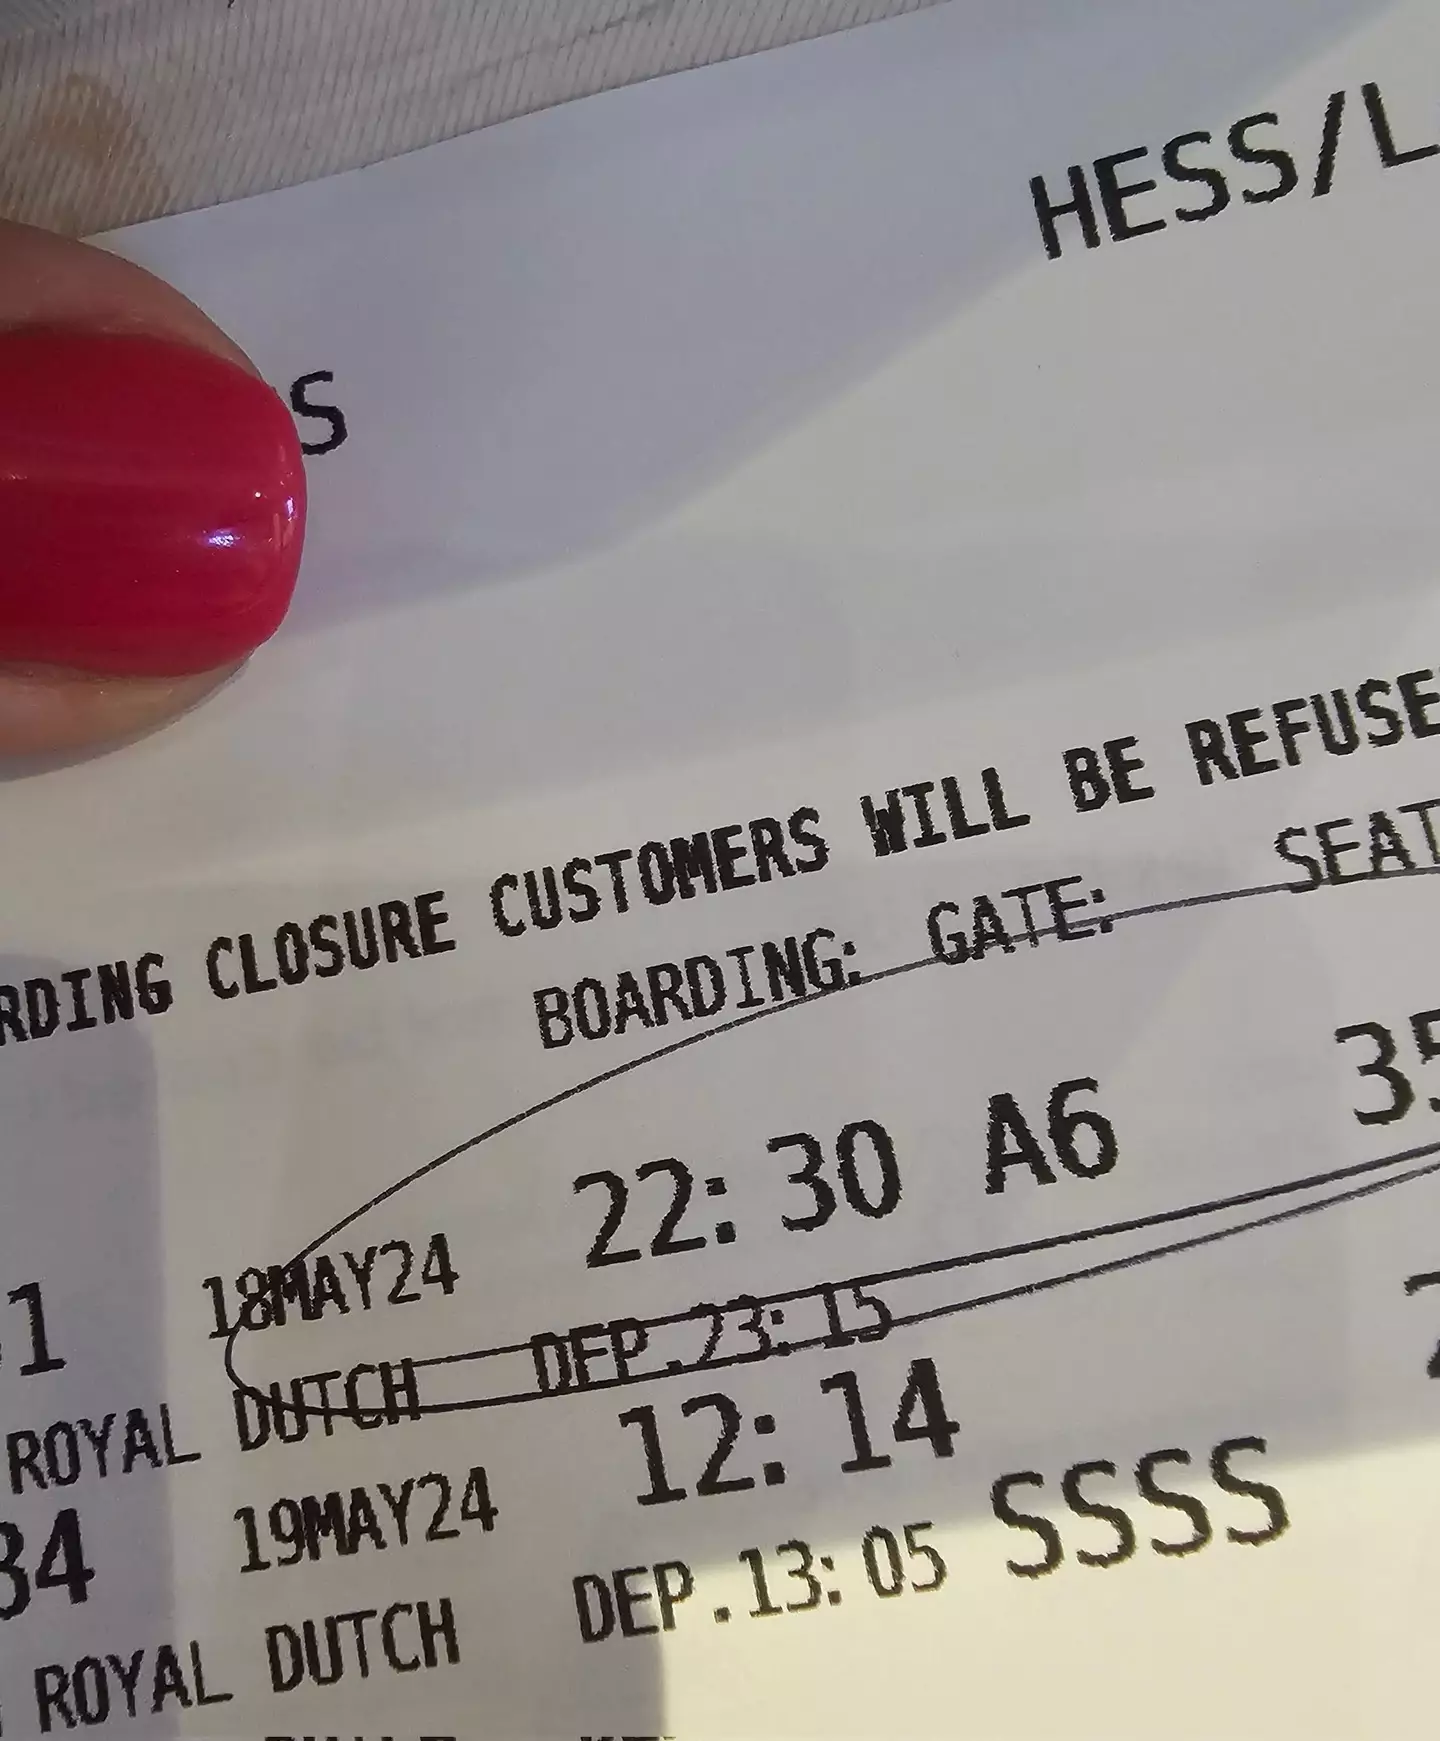 HESS/L
S
RDING CLOSURE CUSTOMERS WILL BE REFUSE
BOARDING: GATE: SEAT
1 18MAY24 22:30 A6 35
ROYAL DUTCH DEP.23:15
34 19MAY24 12:14
ROYAL DUTCH DEP.13:05 SSSS